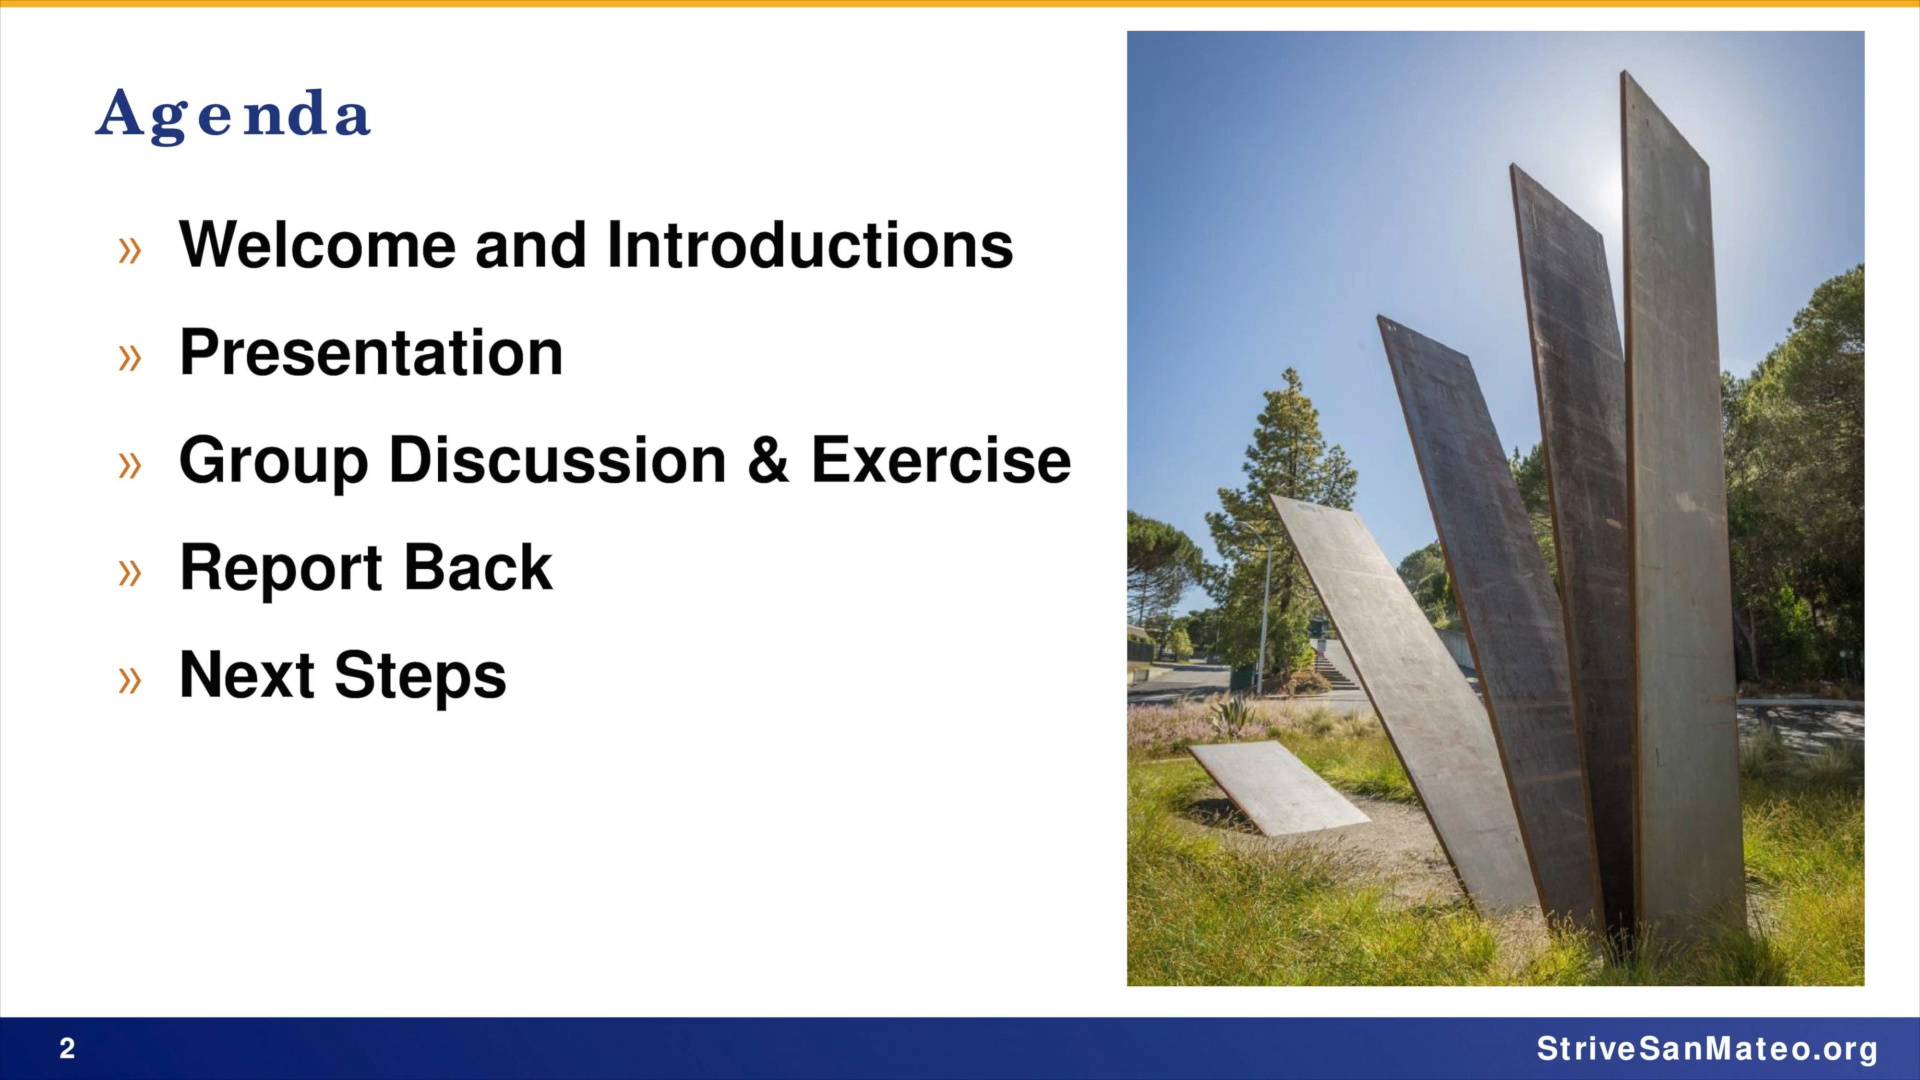 Agenda
» Welcome and Introductions
» Presentation
» Group Discussion & Exercise
» Report Back
» Next Steps
2
StriveSanMateo.org